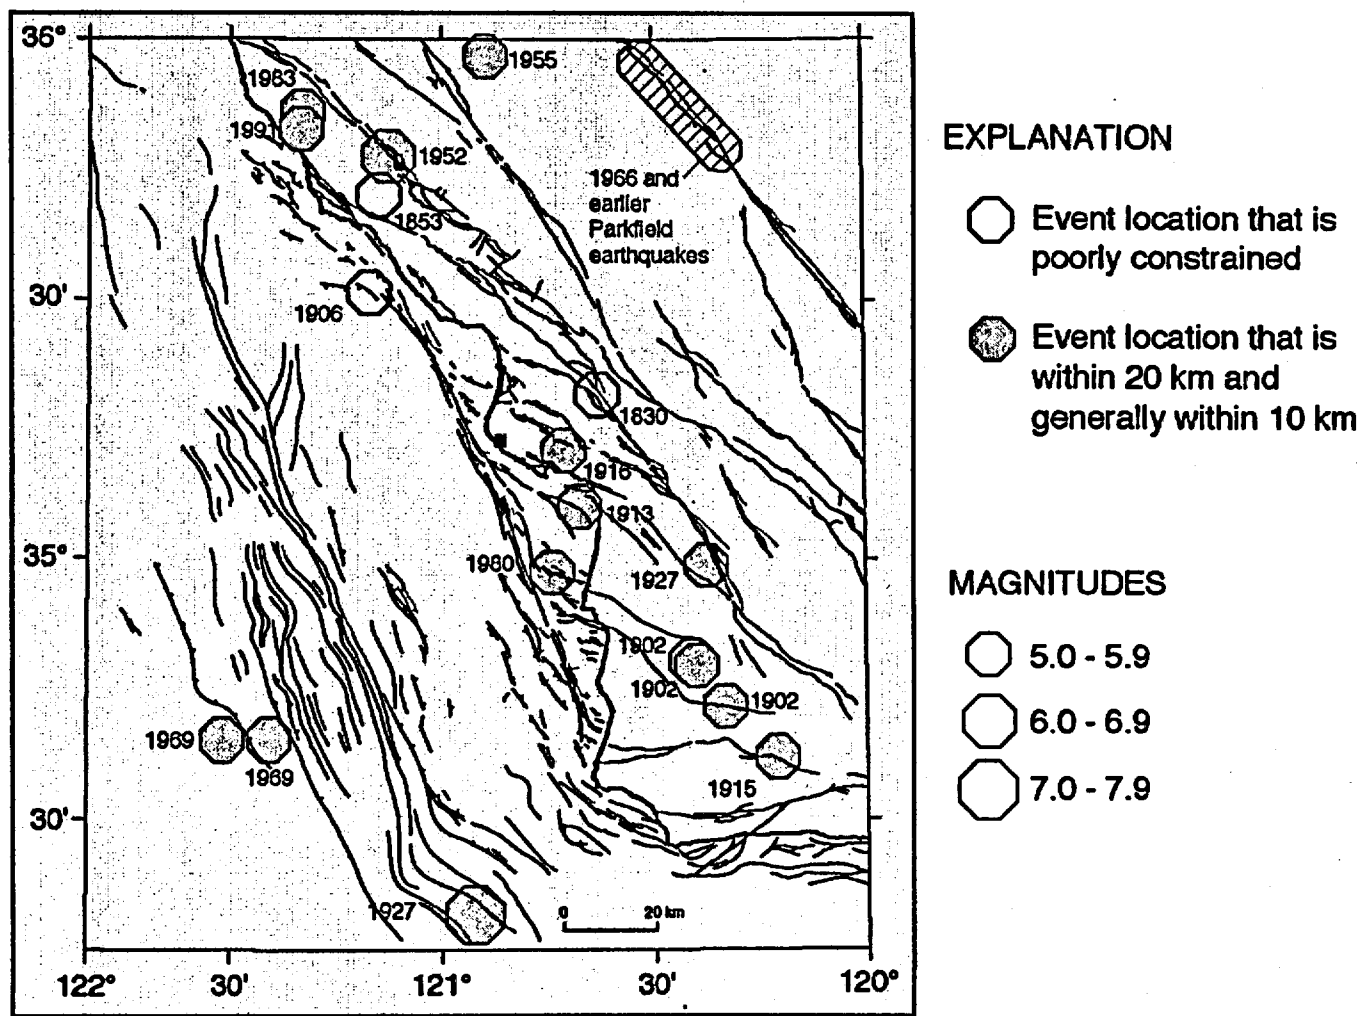 36°
1955
1983
1991
1952
1853
1966 and
earlier
Parkfield
earthquakes
30'
1906
1830
1916
1913
35°
1980
1927
1902
1902
1902
1969
1969
1915
30'
1927
0 20 km
122° 30' 121° 30' 120°
EXPLANATION
Event location that is
poorly constrained
Event location that is
within 20 km and
generally within 10 km
MAGNITUDES
5.0 - 5.9
6.0 - 6.9
7.0 - 7.9